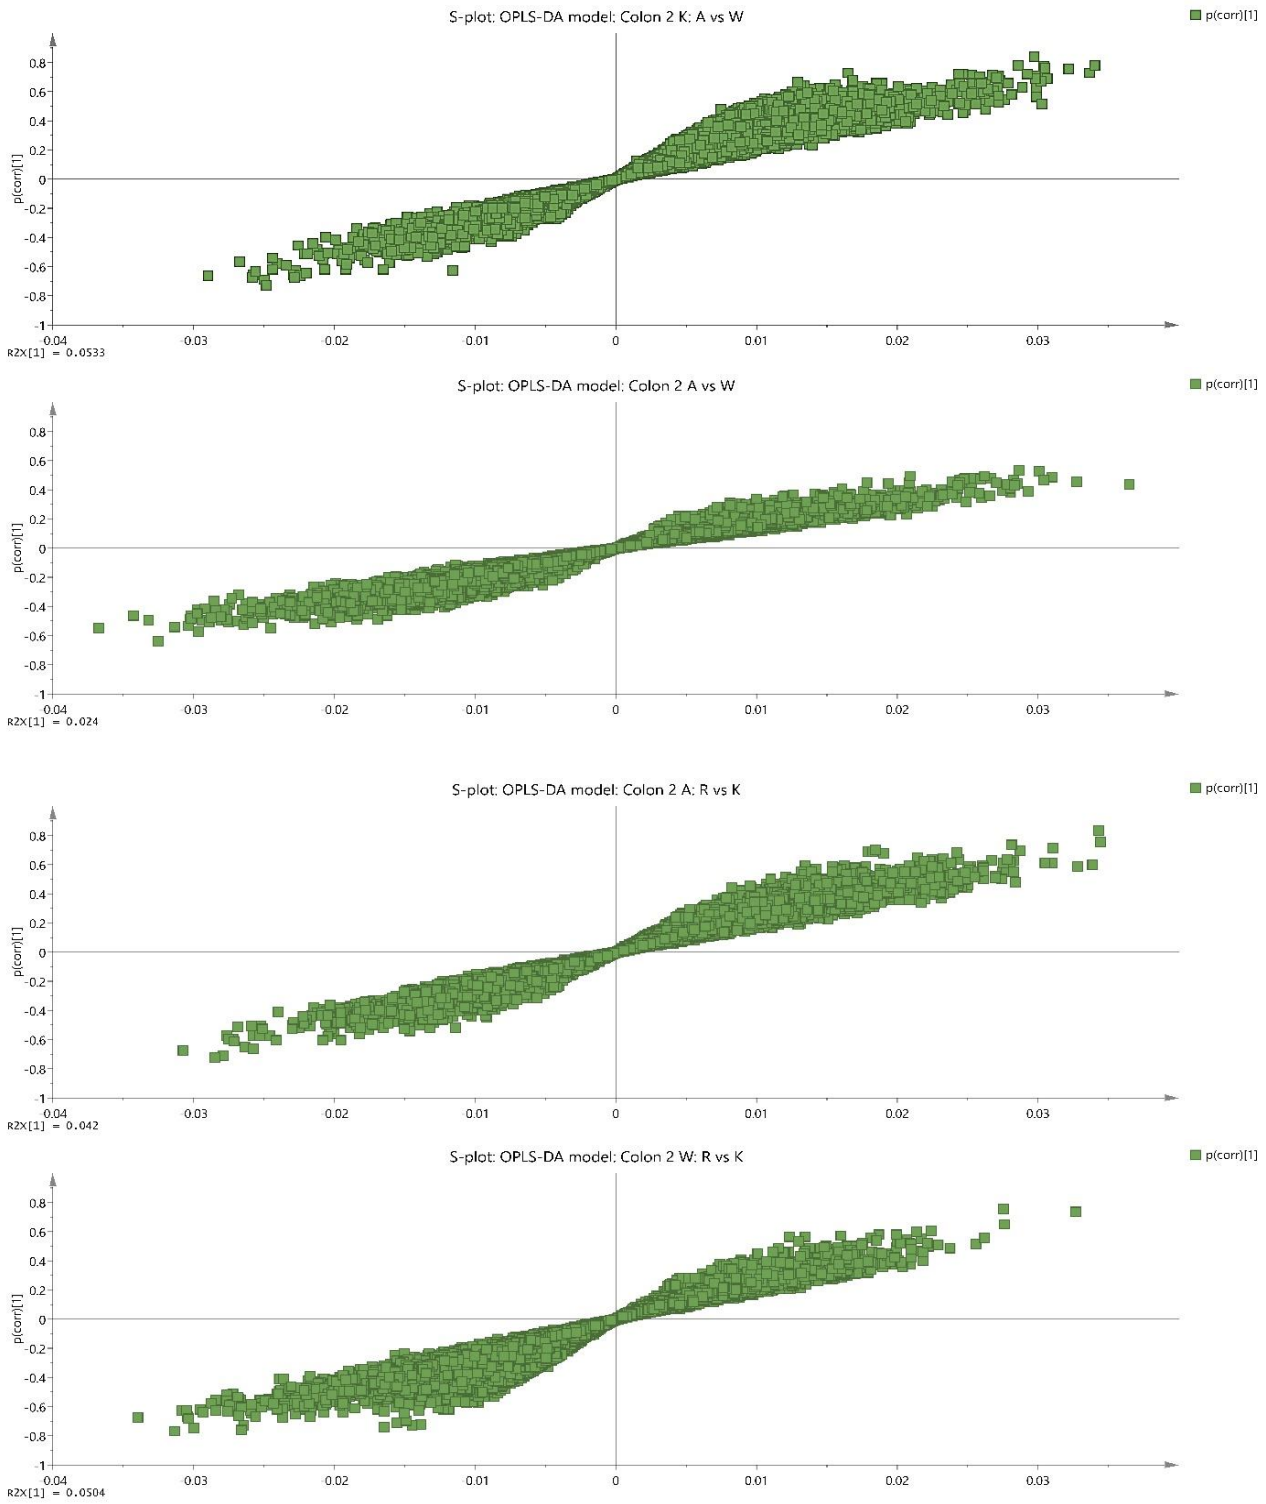 S-plot: OPLS-DA model: Colon 2 K: A vs W
p(corr)[1]
0.8
0.6
0.4
0.2
0
-0.2
-0.4
-0.6
-0.8
-1
p(corr)[1]
-0.04 -0.03 -0.02 -0.01 0 0.01 0.02 0.03
R2X[1] = 0.0533
S-plot: OPLS-DA model: Colon 2 A vs W
p(corr)[1]
0.8
0.6
0.4
0.2
0
-0.2
-0.4
-0.6
-0.8
-1
p(corr)[1]
-0.04 -0.03 -0.02 -0.01 0 0.01 0.02 0.03
R2X[1] = 0.024
S-plot: OPLS-DA model: Colon 2 A: R vs K
p(corr)[1]
0.8
0.6
0.4
0.2
0
-0.2
-0.4
-0.6
-0.8
-1
p(corr)[1]
-0.04 -0.03 -0.02 -0.01 0 0.01 0.02 0.03
R2X[1] = 0.042
S-plot: OPLS-DA model: Colon 2 W: R vs K
p(corr)[1]
0.8
0.6
0.4
0.2
0
-0.2
-0.4
-0.6
-0.8
-1
p(corr)[1]
-0.04 -0.03 -0.02 -0.01 0 0.01 0.02 0.03
R2X[1] = 0.0504